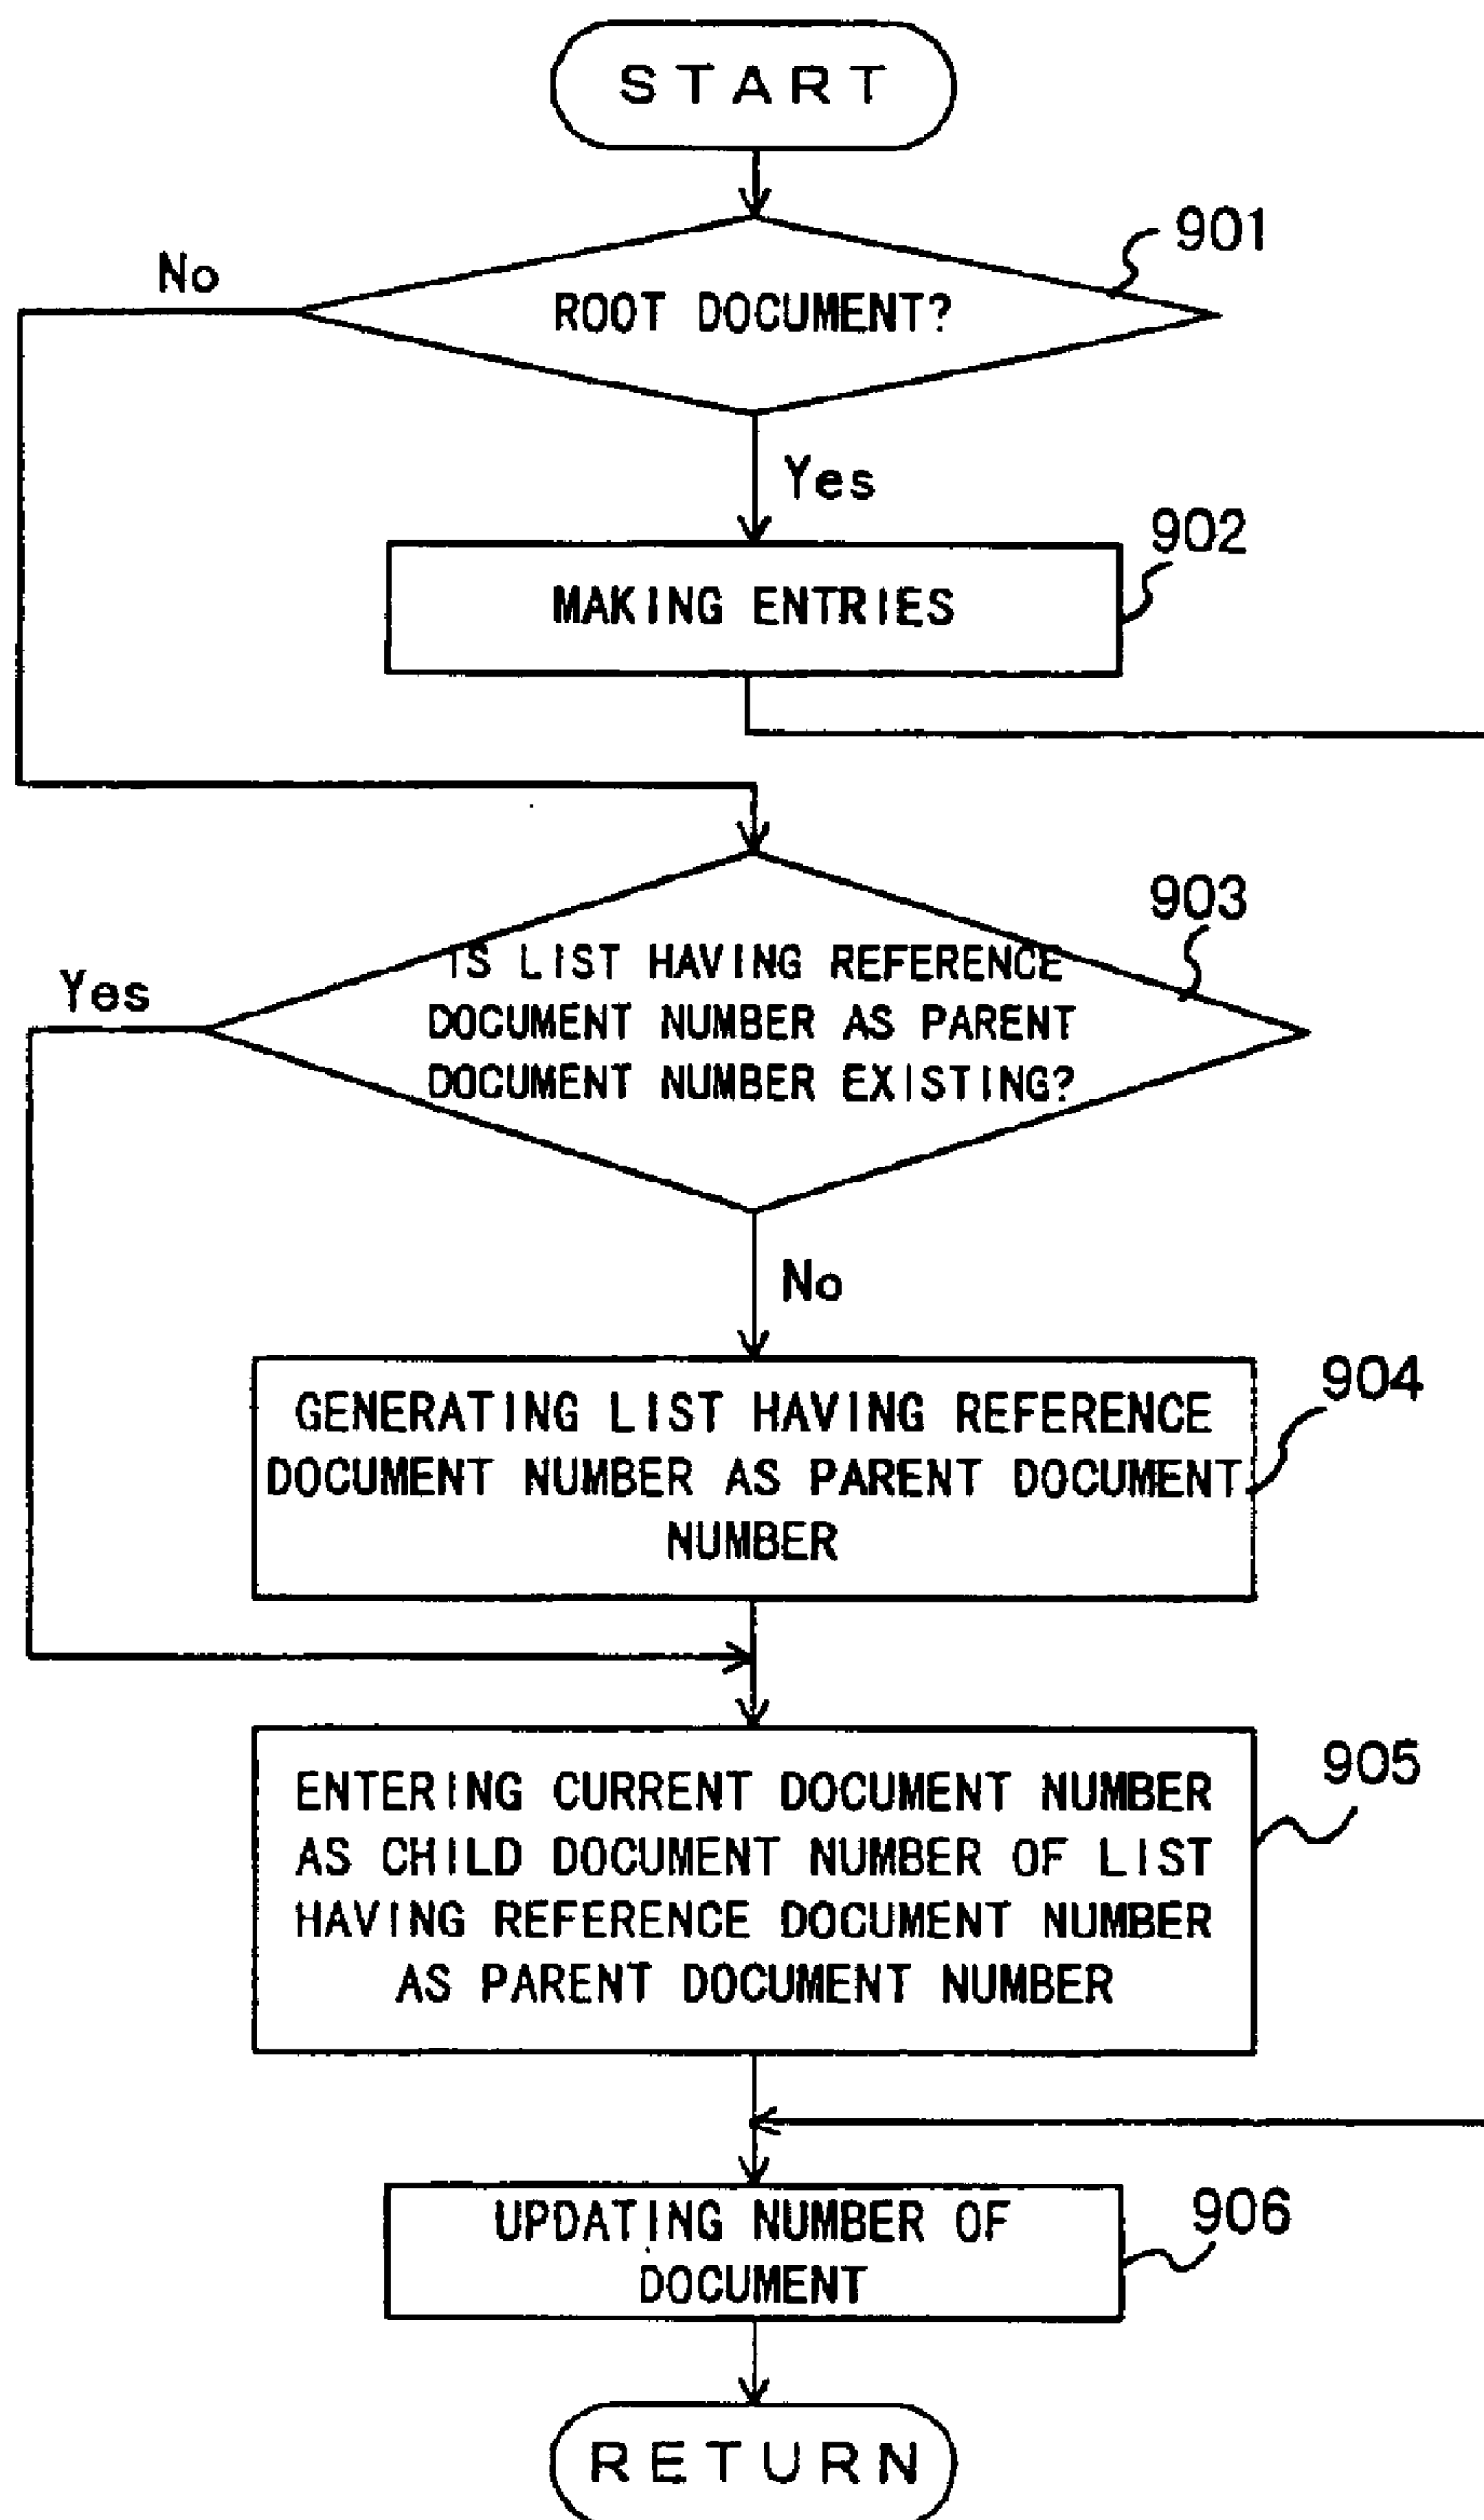 START
901
No
ROOT DOCUMENT?
Yes
902
MAKING ENTRIES
903
Yes
IS LIST HAVING REFERENCE
DOCUMENT NUMBER AS PARENT
DOCUMENT NUMBER EXISTING?
No
904
GENERATING LIST HAVING REFERENCE
DOCUMENT NUMBER AS PARENT DOCUMENT
NUMBER
905
ENTERING CURRENT DOCUMENT NUMBER
AS CHILD DOCUMENT NUMBER OF LIST
HAVING REFERENCE DOCUMENT NUMBER
AS PARENT DOCUMENT NUMBER
906
UPDATING NUMBER OF
DOCUMENT
RETURN